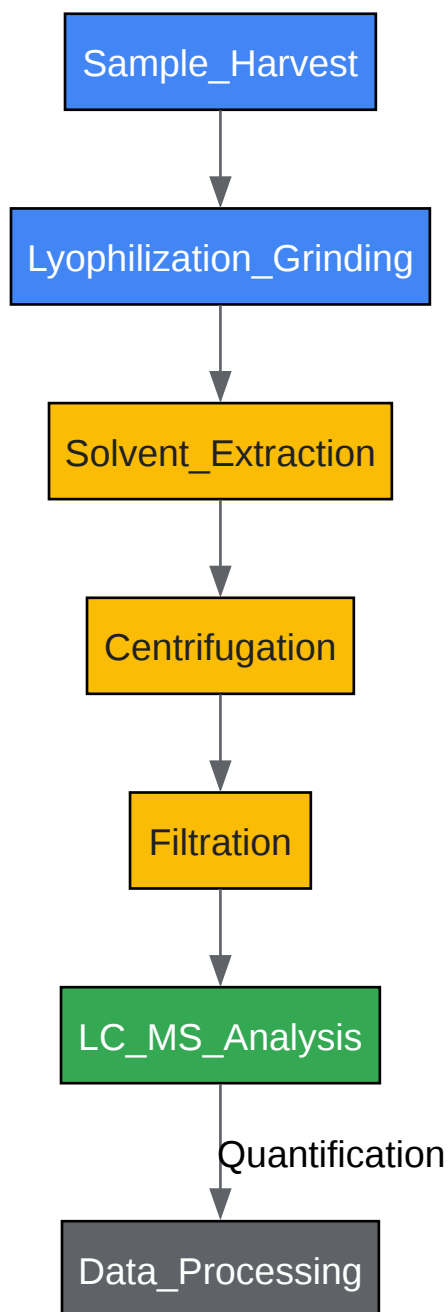 Sample_Harvest
Lyophilization_Grinding
Solvent_Extraction
Centrifugation
Filtration
LC_MS_Analysis
Quantification
Data_Processing